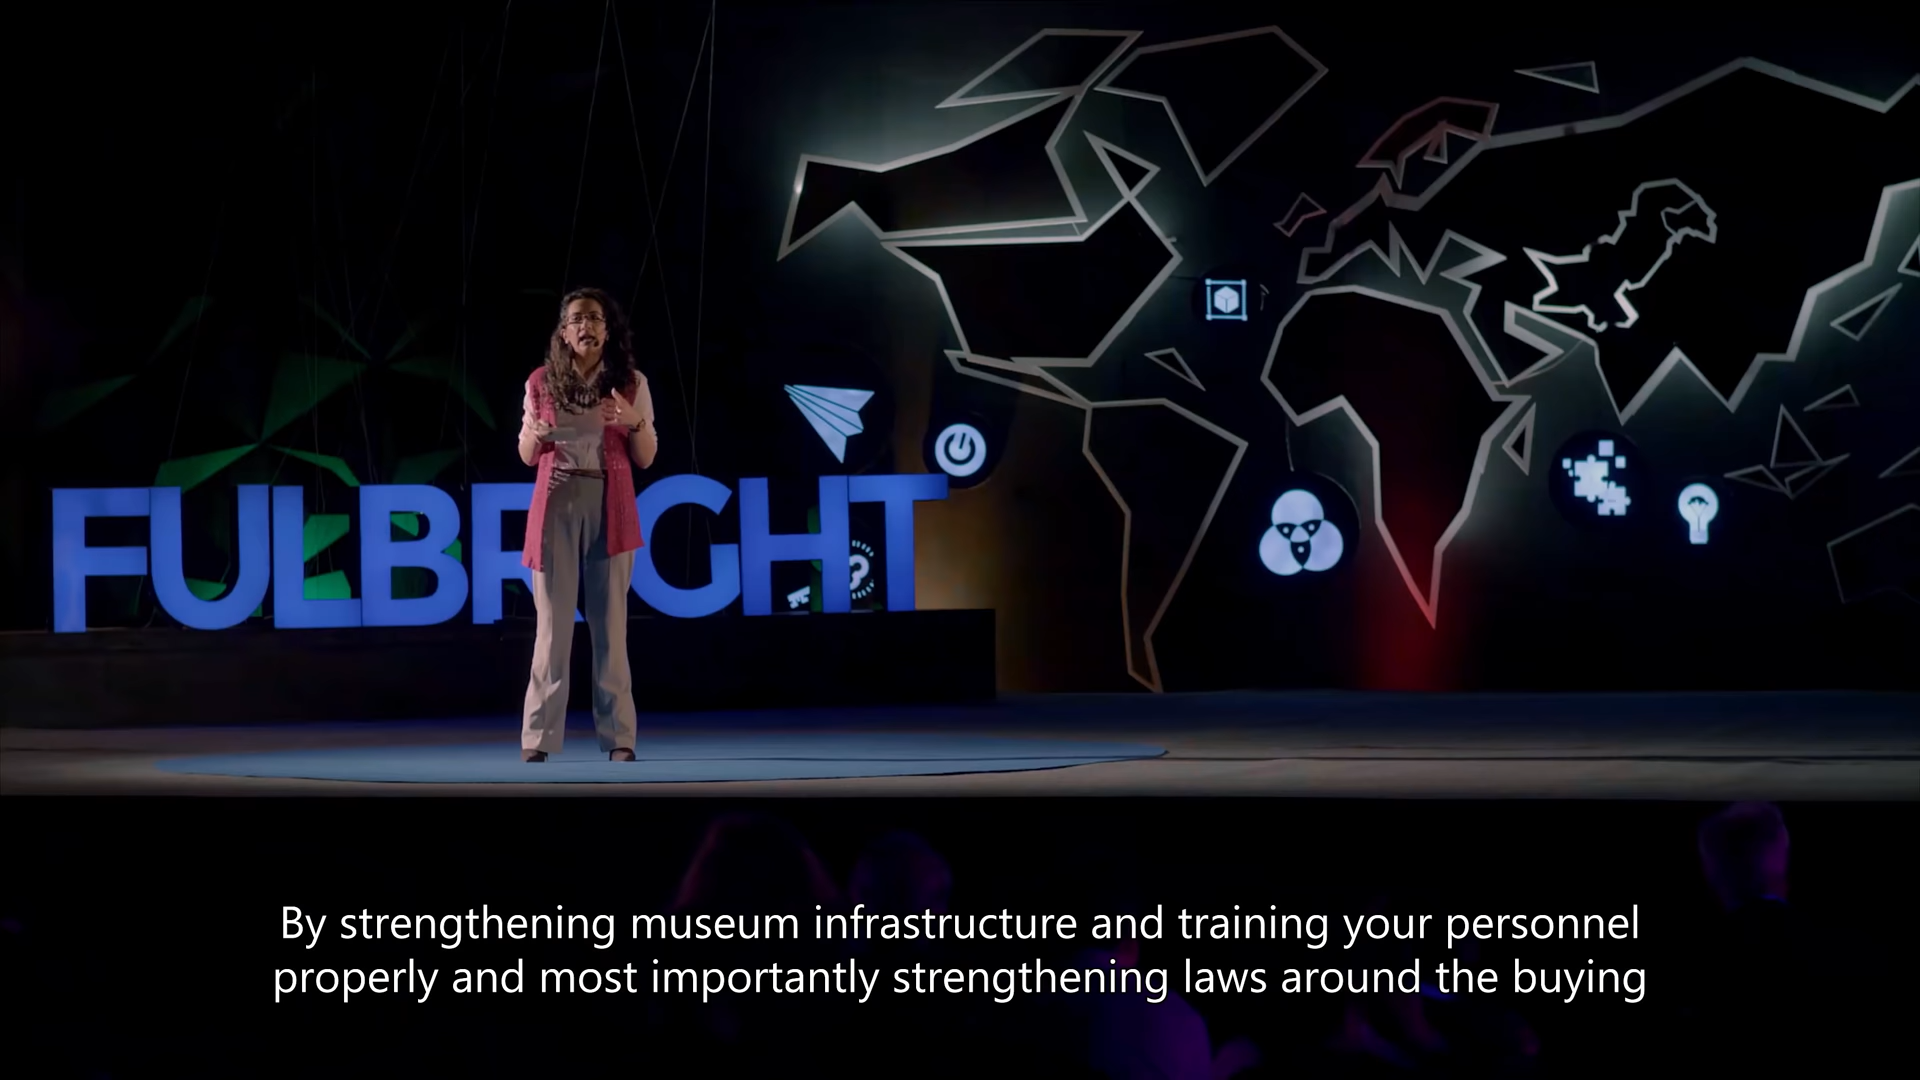 FULBRIGHT
By strengthening museum infrastructure and training your personnel
properly and most importantly strengthening laws around the buying